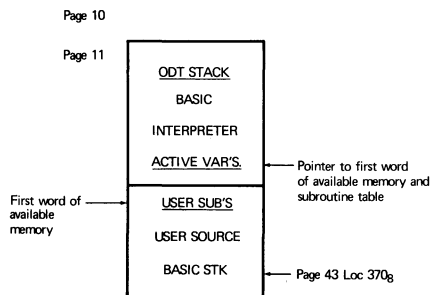 Page 10
Page 11
ODT STACK
BASIC
INTERPRETER
ACTIVE VAR'S.
Pointer to first word
of available memory and
subroutine table
First word of
available
memory
USER SUB'S
USER SOURCE
BASIC STK
Page 43 Loc 370₈